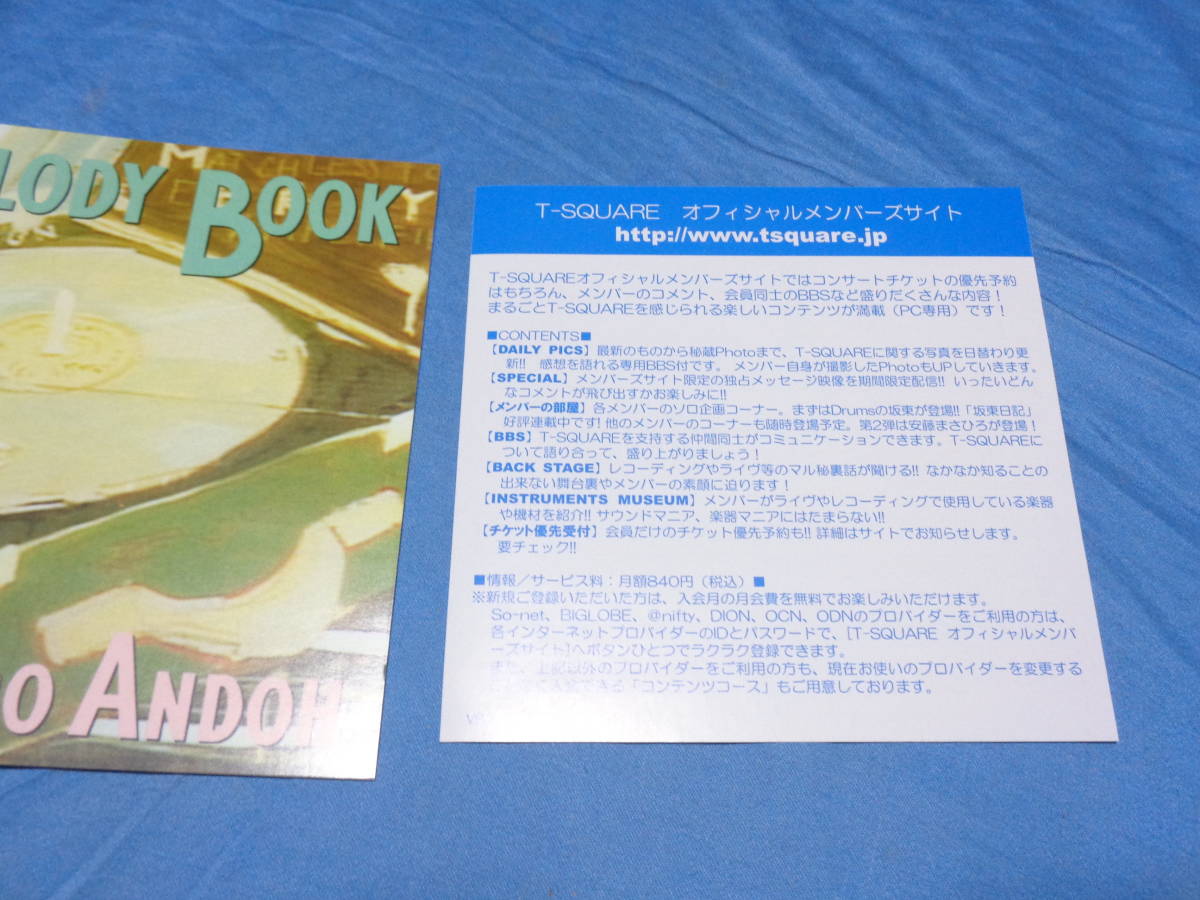 LODY BOOK
MATCHLESS
O ANDOH
T-SQUARE オフィシャルメンバーズサイト
http://www.tsquare.jp
T-SQUAREオフィシャルメンバーズサイトではコンサートチケットの優先予約
はもちろん、メンバーのコメント、会員同士のBBSなど盛りだくさんな内容！
まるごとT-SQUAREを感じられる楽しいコンテンツが満載（PC専用）です！
■CONTENTS■
【DAILY PICS】最新のものから秘蔵Photoまで、T-SQUAREに関する写真を日替わり更
新!! 感想を語れる専用BBS付です。 メンバー自身が撮影したPhotoもUPしていきます。
【SPECIAL】メンバーズサイト限定の独占メッセージ映像を期間限定配信!! いったいどん
なコメントが飛び出すかお楽しみに!!
【メンバーの部屋】各メンバーのソロ企画コーナー。まずはDrumsの坂東が登場!!「坂東日記」
好評連載中です! 他のメンバーのコーナーも随時登場予定。第2弾は安藤まさひろが登場！
【BBS】T-SQUAREを支持する仲間同士がコミュニケーションできます。T-SQUAREに
ついて語り合って、盛り上がりましょう！
【BACK STAGE】レコーディングやライヴ等のマル秘裏話が聞ける!! なかなか知ることの
出来ない舞台裏やメンバーの素顔に迫ります！
【INSTRUMENTS MUSEUM】メンバーがライヴやレコーディングで使用している楽器
や機材を紹介!! サウンドマニア、楽器マニアにはたまらない!!
【チケット優先受付】会員だけのチケット優先予約も!! 詳細はサイトでお知らせします。
要チェック!!
■情報／サービス料：月額840円（税込）■
※新規ご登録いただいた方は、入会月の月会費を無料でお楽しみいただけます。
So-net、BIGLOBE、@nifty、DION、OCN、ODNのプロバイダーをご利用の方は、
各インターネットプロバイダーのIDとパスワードで、[T-SQUARE オフィシャルメンバ
ーズサイト]へボタンひとつでラクラク登録できます。
また、上記以外のプロバイダーをご利用の方も、現在お使いのプロバイダーを変更する
できる「コンテンツコース」もご用意しております。